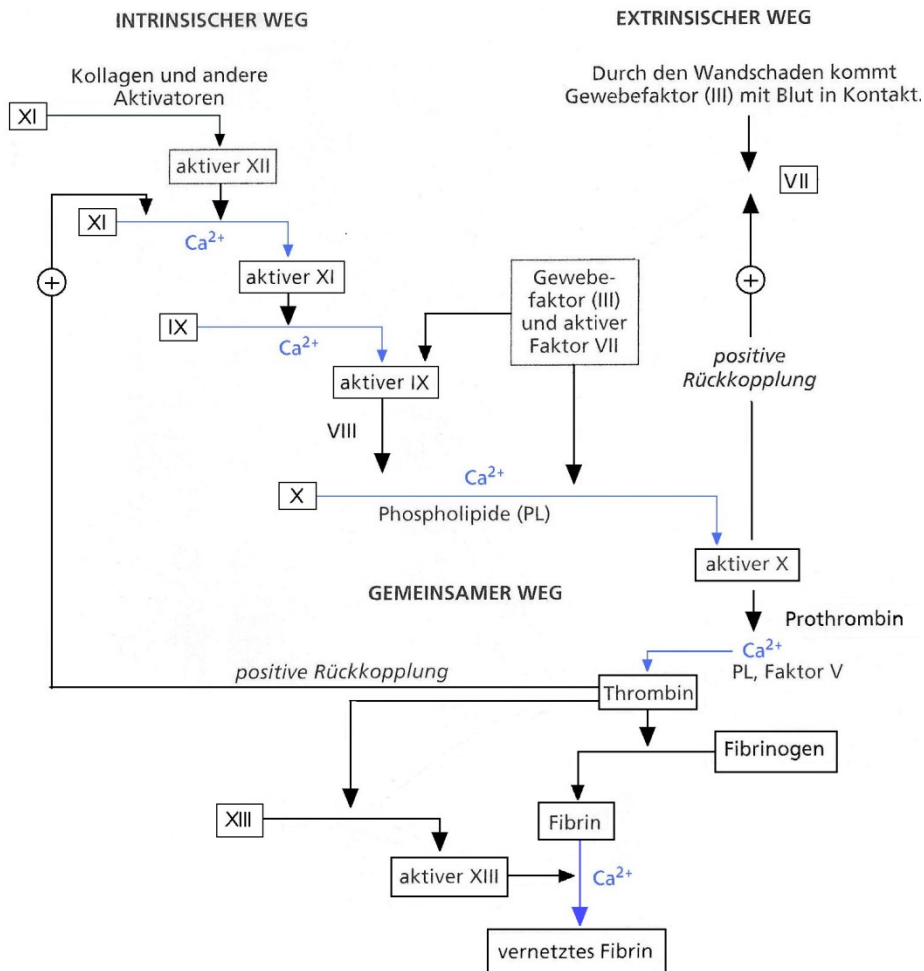 INTRINSISCHER WEG
EXTRINSISCHER WEG
Kollagen und andere
Aktivatoren
Durch den Wandschaden kommt
Gewebefaktor (III) mit Blut in Kontakt.
XI
aktiver XII
VII
XI
Ca²⁺
+
aktiver XI
Gewebe-
faktor (III)
und aktiver
Faktor VII
+
IX
Ca²⁺
positive
Rückkopplung
aktiver IX
VIII
X
Ca²⁺
Phospholipide (PL)
aktiver X
GEMEINSAMER WEG
Prothrombin
Ca²⁺
PL, Faktor V
positive Rückkopplung
Thrombin
Fibrinogen
XIII
Fibrin
aktiver XIII
Ca²⁺
vernetztes Fibrin